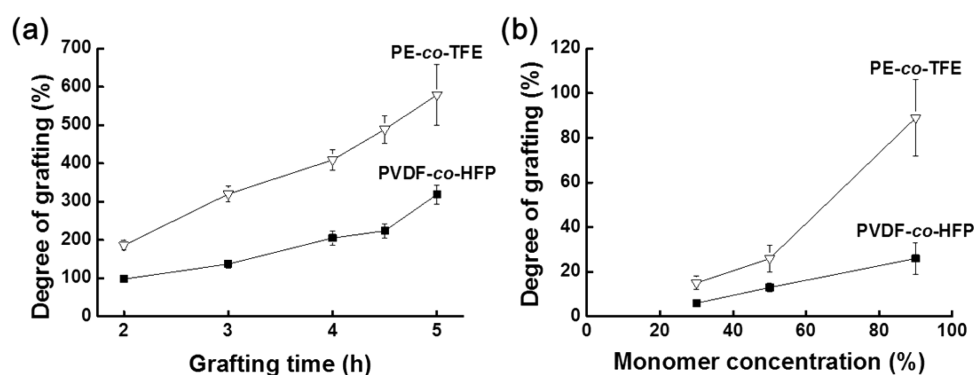 (a)
700
600
500
400
300
200
100
0
Degree of grafting (%)
PE-co-TFE
PVDF-co-HFP
2
3
4
5
Grafting time (h)
(b)
120
100
80
60
40
20
0
Degree of grafting (%)
PE-co-TFE
PVDF-co-HFP
0
20
40
60
80
100
Monomer concentration (%)